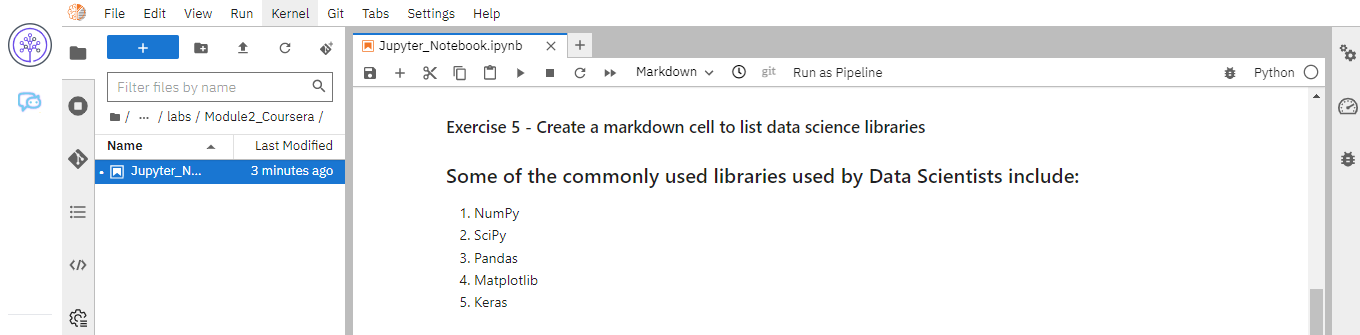 File Edit View Run Kernel Git Tabs Settings Help
Jupyter_Notebook.ipynb
Markdown git Run as Pipeline Python
Filter files by name
/ ... / labs / Module2_Coursera /
Name Last Modified
Jupyter_N... 3 minutes ago
Exercise 5 - Create a markdown cell to list data science libraries
Some of the commonly used libraries used by Data Scientists include:
1. NumPy
2. SciPy
3. Pandas
4. Matplotlib
5. Keras